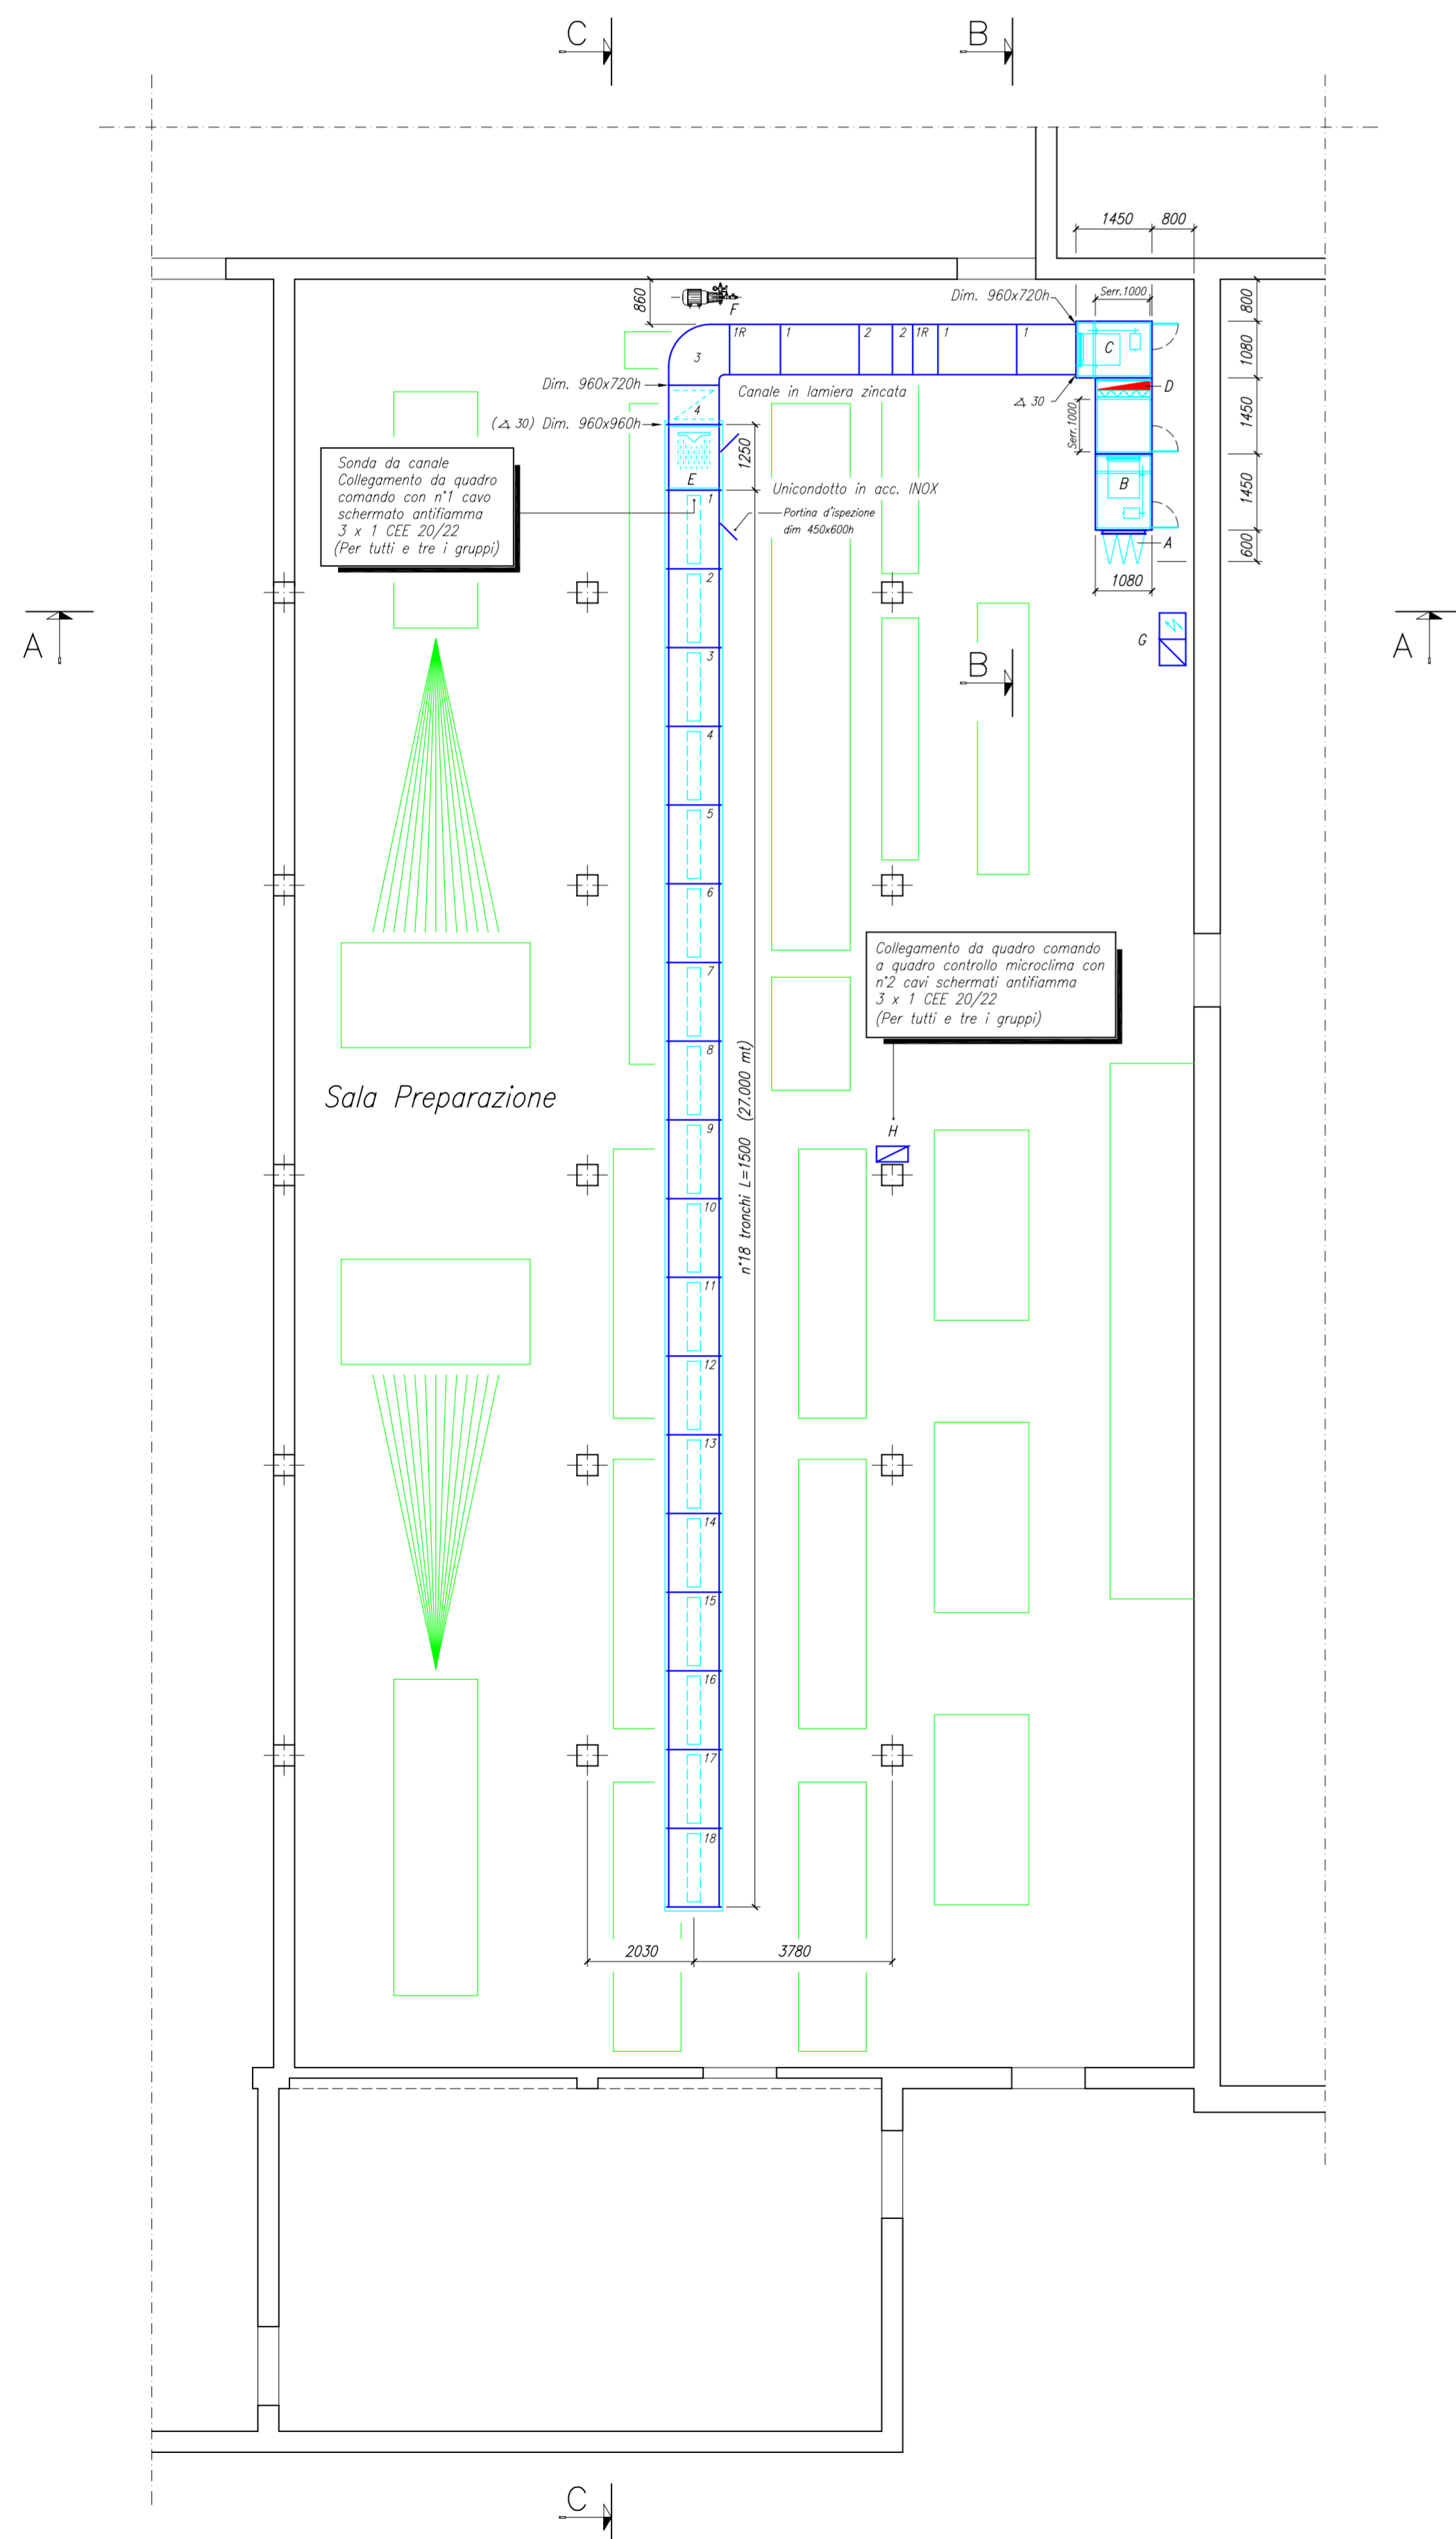 C
B
1450
800
860
F
Dim. 960x720h
Serr.1000
800
1R
1
2
2
1R
1
1
C
1080
3
Dim. 960x720h
Canale in lamiera zincata
D
4
∡ 30
Serr.1000
1450
(∡ 30) Dim. 960x960h
1250
Sonda da canale
Collegamento da quadro
comando con n°1 cavo
schermato antifiamma
3 x 1 CEE 20/22
(Per tutti e tre i gruppi)
E
Unicondotto in acc. INOX
B
1450
1
Portina d'ispezione
dim 450x600h
A
600
2
1080
A
G
A
3
B
4
5
6
Collegamento da quadro comando
a quadro controllo microclima con
n°2 cavi schermati antifiamma
3 x 1 CEE 20/22
(Per tutti e tre i gruppi)
7
8
Sala Preparazione
n°18 tronchi L=1500 (27.000 mt)
9
H
10
11
12
13
14
15
16
17
18
2030
3780
C